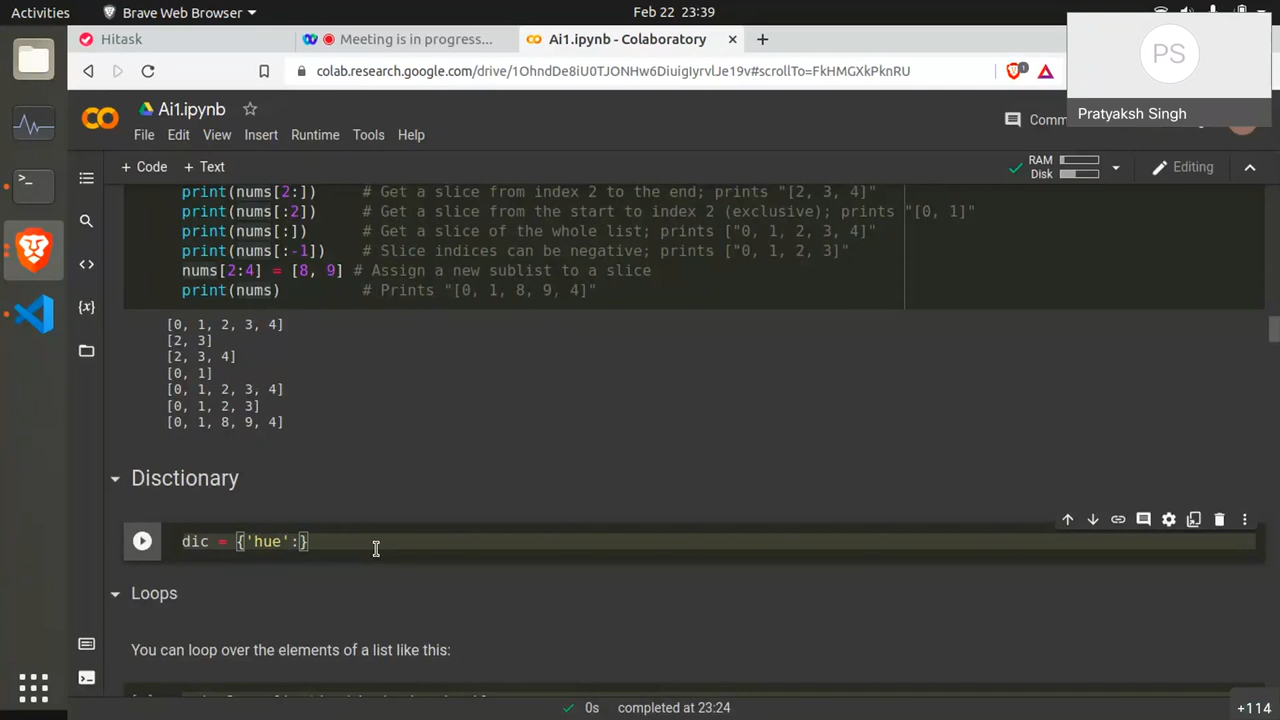 Activities
Brave Web Browser
Feb 22 23:39
Hitask
Meeting is in progress...
Ai1.ipynb - Colaboratory
PS
Pratyaksh Singh
colab.research.google.com/drive/1OhndDe8iU0TJONHw6DiuigIyrvlJe19v#scrollTo=FkHMGXkPknRU
1
Ai1.ipynb
File Edit View Insert Runtime Tools Help
Comm
+ Code + Text
RAM
Disk
Editing
print(nums[2:]) # Get a slice from index 2 to the end; prints "[2, 3, 4]"
print(nums[:2]) # Get a slice from the start to index 2 (exclusive); prints "[0, 1]"
print(nums[:]) # Get a slice of the whole list; prints ["0, 1, 2, 3, 4]"
print(nums[:-1]) # Slice indices can be negative; prints ["0, 1, 2, 3]"
nums[2:4] = [8, 9] # Assign a new sublist to a slice
print(nums) # Prints "[0, 1, 8, 9, 4]"
[0, 1, 2, 3, 4]
[2, 3]
[2, 3, 4]
[0, 1]
[0, 1, 2, 3, 4]
[0, 1, 2, 3]
[0, 1, 8, 9, 4]
Disctionary
dic = {'hue':}
Loops
You can loop over the elements of a list like this:
0s completed at 23:24
+114